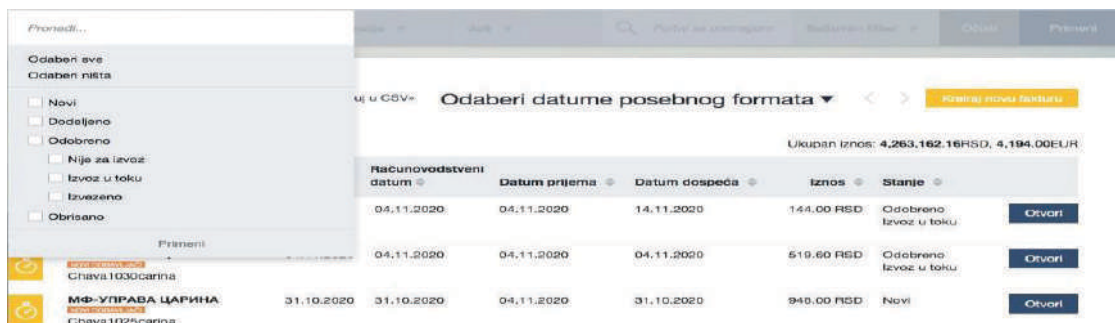 Pronađi...
Odaberi sve
Odaberi ništa
Novi
Dodeljeno
Odobreno
Nije za izvoz
Izvoz u toku
Izvezeno
Obrisano
Primeni
Primeni
uj u CSV
Odaberi datume posebnog formata
Kreiraj novu fakturu
Ukupan iznos: 4,263,162.16RSD, 4,194.00EUR
Računovodstveni datum Datum prijema Datum dospeća Iznos Stanje
04.11.2020 04.11.2020 14.11.2020 144.00 RSD Odobreno Otvori
Izvoz u toku
04.11.2020 04.11.2020 04.11.2020 519.60 RSD Odobreno Otvori
Izvoz u toku
Chava1030carina
МФ-УПРАВА ЦАРИНА 31.10.2020 31.10.2020 04.11.2020 31.10.2020 940.00 RSD Novi Otvori
Chava1025carina